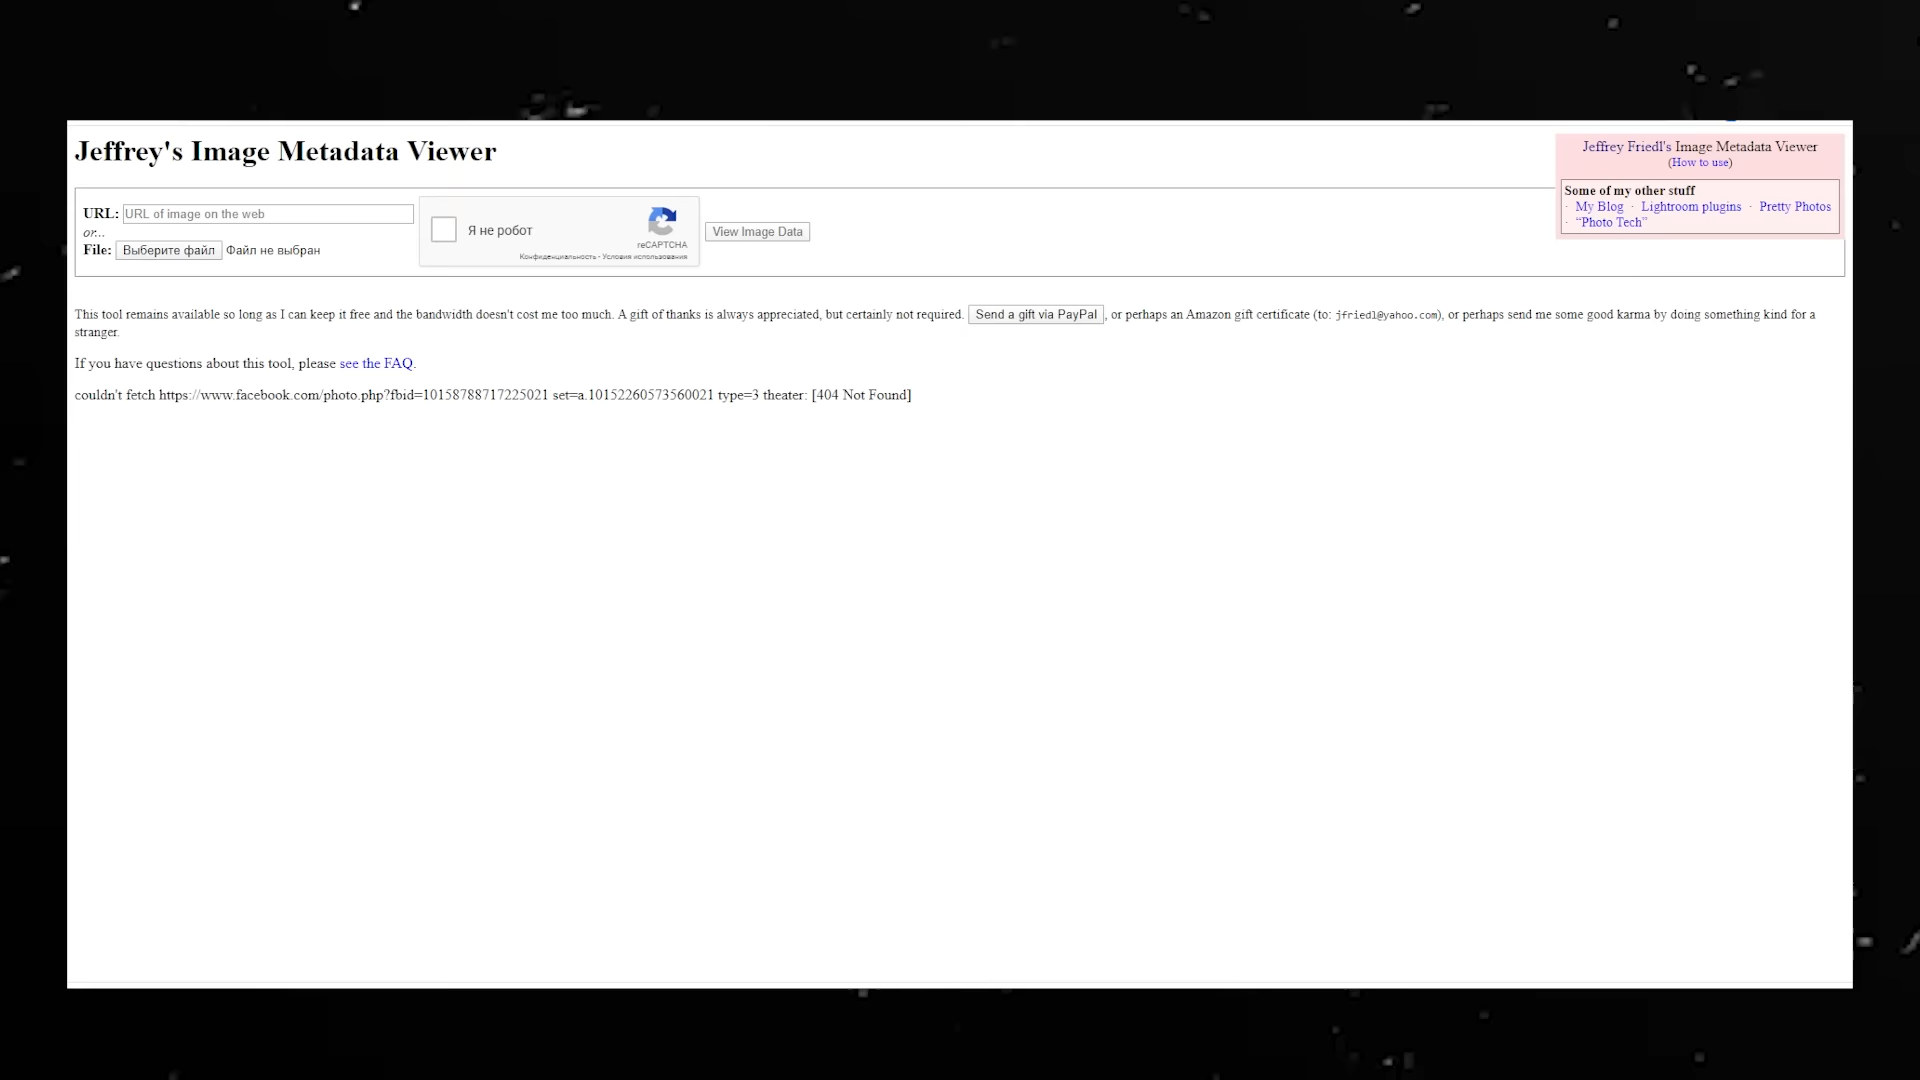 Jeffrey's Image Metadata Viewer
Jeffrey Friedl's Image Metadata Viewer
(How to use)
Some of my other stuff
· My Blog · Lightroom plugins · Pretty Photos
· “Photo Tech”
URL: URL of image on the web
or...
File: Выберите файл Файл не выбран
Я не робот
reCAPTCHA
Конфиденциальность - Условия использования
View Image Data
This tool remains available so long as I can keep it free and the bandwidth doesn't cost me too much. A gift of thanks is always appreciated, but certainly not required. Send a gift via PayPal, or perhaps an Amazon gift certificate (to: jfriedl@yahoo.com), or perhaps send me some good karma by doing something kind for a
stranger.
If you have questions about this tool, please see the FAQ.
couldn't fetch https://www.facebook.com/photo.php?fbid=10158788717225021 set=a.10152260573560021 type=3 theater: [404 Not Found]